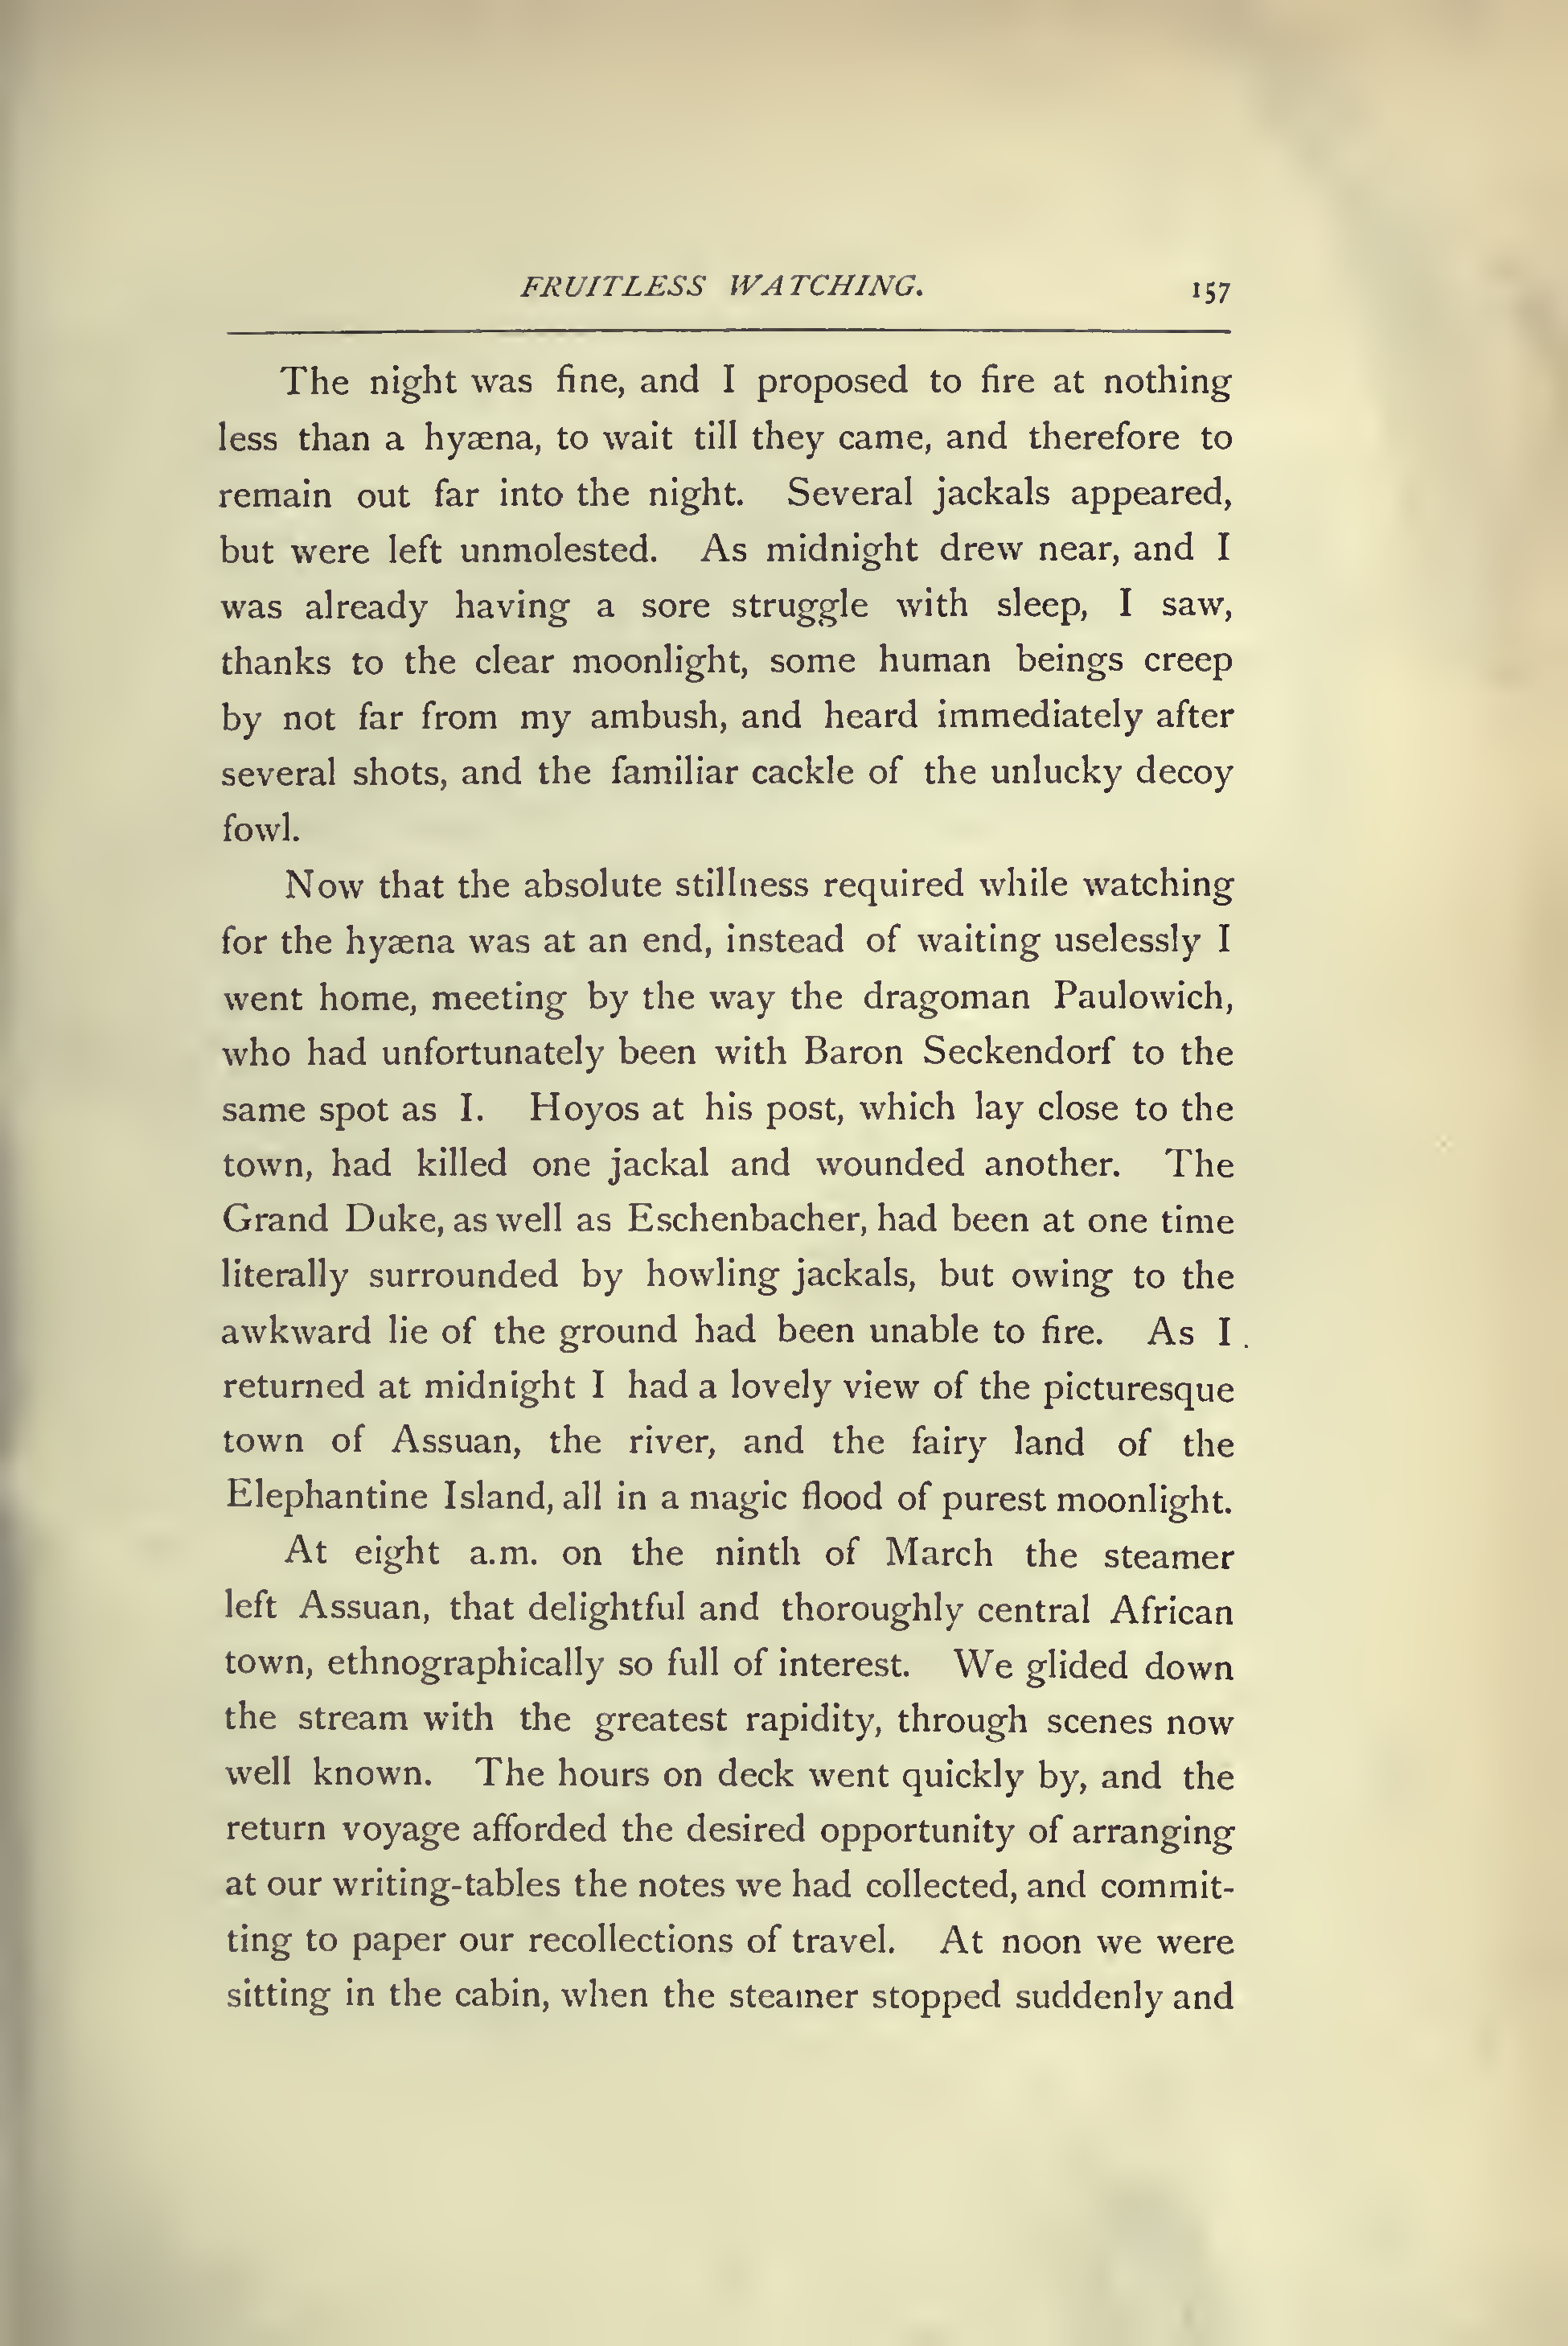 FRUITLESS WATCHING. 157
The night was fine, and I proposed to fire at nothing
less than a hyæna, to wait till they came, and therefore to
remain out far into the night. Several jackals appeared,
but were left unmolested. As midnight drew near, and I
was already having a sore struggle with sleep, I saw,
thanks to the clear moonlight, some human beings creep
by not far from my ambush, and heard immediately after
several shots, and the familiar cackle of the unlucky decoy
fowl.
Now that the absolute stillness required while watching
for the hyæna was at an end, instead of waiting uselessly I
went home, meeting by the way the dragoman Paulowich,
who had unfortunately been with Baron Seckendorf to the
same spot as I. Hoyos at his post, which lay close to the
town, had killed one jackal and wounded another. The
Grand Duke, as well as Eschenbacher, had been at one time
literally surrounded by howling jackals, but owing to the
awkward lie of the ground had been unable to fire. As I
returned at midnight I had a lovely view of the picturesque
town of Assuan, the river, and the fairy land of the
Elephantine Island, all in a magic flood of purest moonlight.
At eight a.m. on the ninth of March the steamer
left Assuan, that delightful and thoroughly central African
town, ethnographically so full of interest. We glided down
the stream with the greatest rapidity, through scenes now
well known. The hours on deck went quickly by, and the
return voyage afforded the desired opportunity of arranging
at our writing-tables the notes we had collected, and commit-
ting to paper our recollections of travel. At noon we were
sitting in the cabin, when the steamer stopped suddenly and